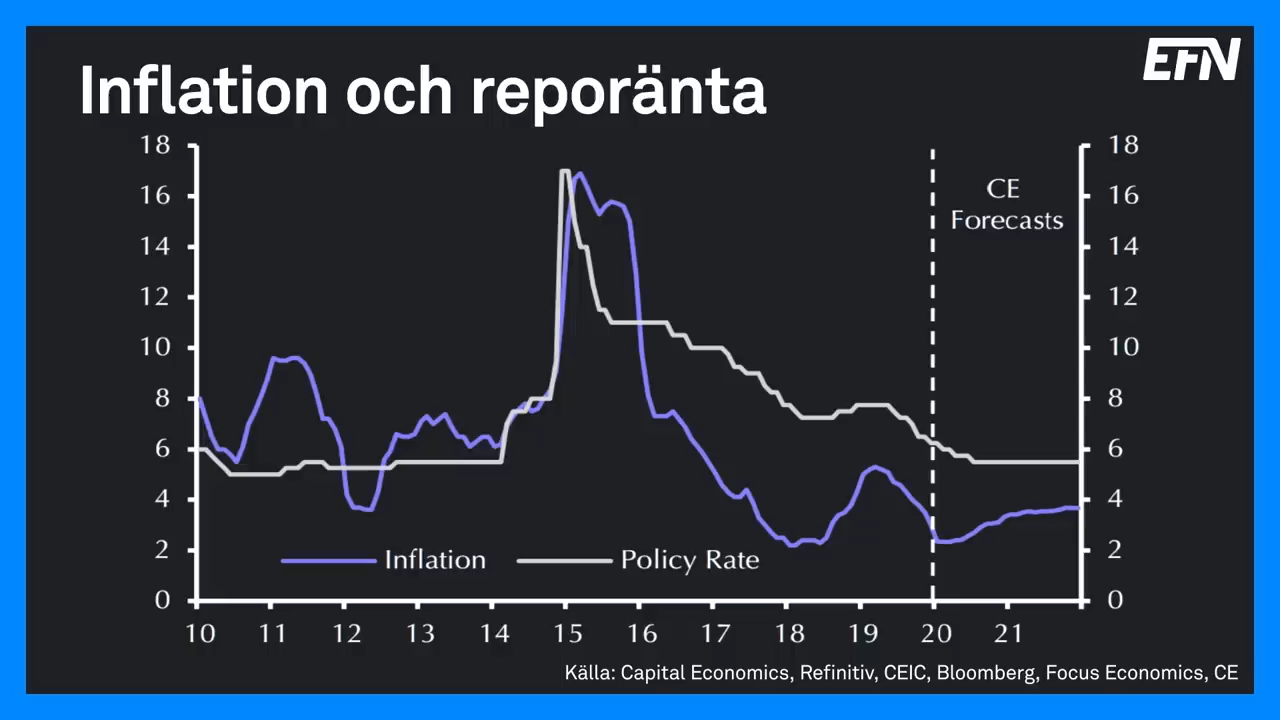 EFN
Inflation och reporänta
18 18
16 16
CE
Forecasts
14 14
12 12
10 10
8 8
6 6
4 4
2 2
Inflation Policy Rate
0 0
10 11 12 13 14 15 16 17 18 19 20 21
Källa: Capital Economics, Refinitiv, CEIC, Bloomberg, Focus Economics, CE